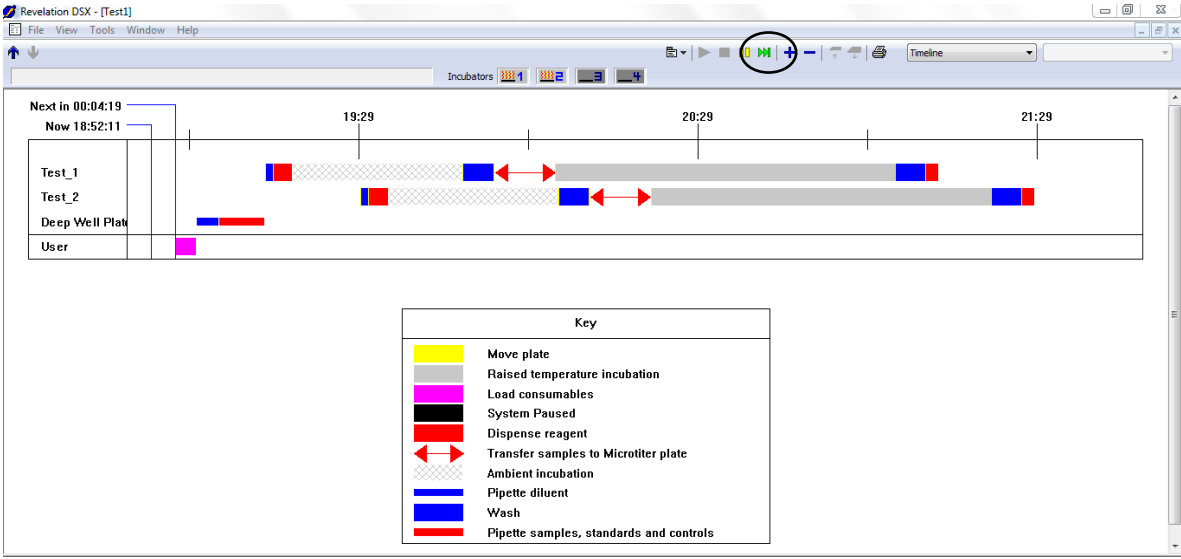 Revelation DSX - [Test1]
File View Tools Window Help
Timeline
Incubators 1 2 3 4
Next in 00:04:19
Now 18:52:11
19:29 20:29 21:29
Test_1
Test_2
Deep Well Plat
User
Key
Move plate
Raised temperature incubation
Load consumables
System Paused
Dispense reagent
Transfer samples to Microtiter plate
Ambient incubation
Pipette diluent
Wash
Pipette samples, standards and controls